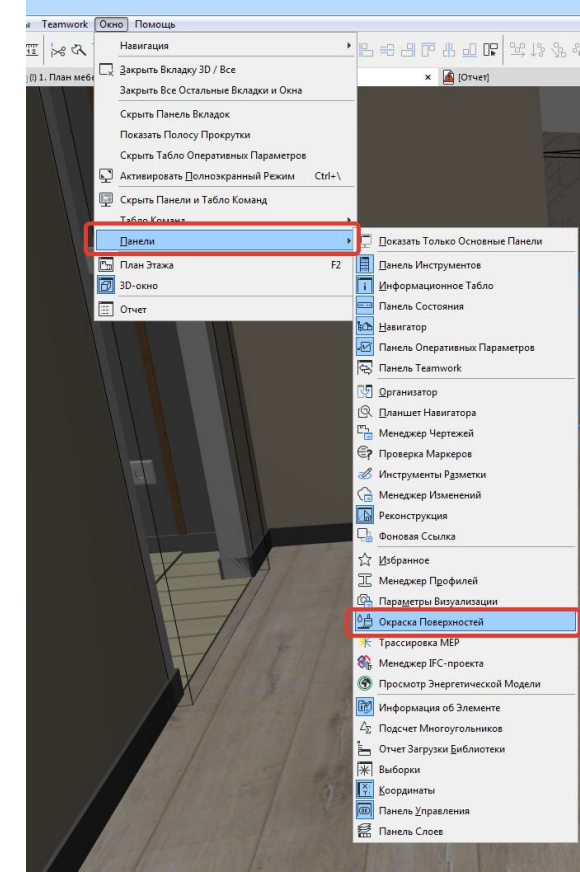 Teamwork Окно Помощь
Навигация
(!) 1. План мебе
[Отчет]
Закрыть Вкладку 3D / Все
Закрыть Все Остальные Вкладки и Окна
Скрыть Панель Вкладок
Показать Полосу Прокрутки
Скрыть Табло Оперативных Параметров
Активировать Полноэкранный Режим Ctrl+\
Скрыть Панели и Табло Команд
Табло Команд
Панели
План Этажа F2
3D-окно
Отчет
Показать Только Основные Панели
Панель Инструментов
Информационное Табло
Панель Состояния
Навигатор
Панель Оперативных Параметров
Панель Teamwork
Организатор
Планшет Навигатора
Менеджер Чертежей
Проверка Маркеров
Инструменты Разметки
Менеджер Изменений
Реконструкция
Фоновая Ссылка
Избранное
Менеджер Профилей
Параметры Визуализации
Окраска Поверхностей
Трассировка MEP
Менеджер IFC-проекта
Просмотр Энергетической Модели
Информация об Элементе
Подсчет Многоугольников
Отчет Загрузки Библиотеки
Выборки
Координаты
Панель Управления
Панель Слоев